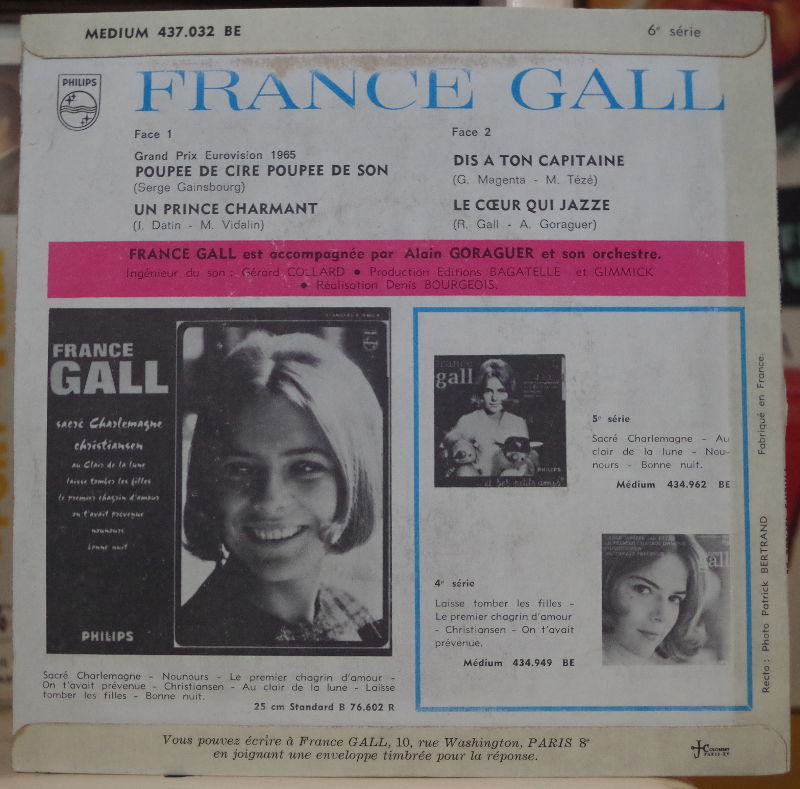 MEDIUM 437.032 BE
6e série
PHILIPS
FRANCE GALL
Face 1
Grand Prix Eurovision 1965
POUPEE DE CIRE POUPEE DE SON
(Serge Gainsbourg)
UN PRINCE CHARMANT
(J. Datin - M. Vidalin)
Face 2
DIS A TON CAPITAINE
(G. Magenta - M. Tézé)
LE CŒUR QUI JAZZE
(R. Gall - A. Goraguer)
FRANCE GALL est accompagnée par Alain GORAGUER et son orchestre.
Ingénieur du son : Gérard COLLARD • Production Editions BAGATELLE et GIMMICK
• Réalisation Denis BOURGEOIS.
FRANCE
GALL
sacré Charlemagne
christiansen
au Clair de la lune
laisse tomber les filles
le premier chagrin d'amour
on t'avait prévenue
nounours
bonne nuit
PHILIPS
Sacré Charlemagne - Nounours - Le premier chagrin d'amour -
On t'avait prévenue - Christiansen - Au clair de la lune - Laisse
tomber les filles - Bonne nuit.
25 cm Standard B 76.602 R
france
gall
PHILIPS
...et ses petits amis
5e série
Sacré Charlemagne - Au
clair de la lune - Nou-
nours - Bonne nuit.
Médium 434.962 BE
4e série
Laisse tomber les filles -
Le premier chagrin d'amour
- Christiansen - On t'avait
prévenue.
Médium 434.949 BE
gall
Recto : Photo Patrick BERTRAND
Fabriqué en France.
Vous pouvez écrire à France GALL, 10, rue Washington, PARIS 8e
en joignant une enveloppe timbrée pour la réponse.